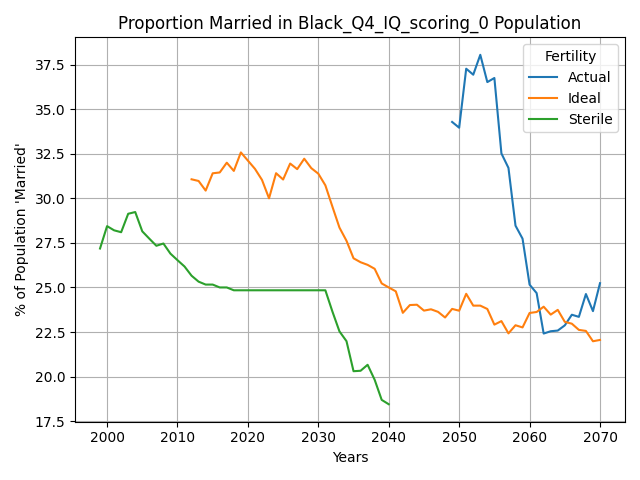 Proportion Married in Black_Q4_IQ_scoring_0 Population
Fertility
Actual
Ideal
Sterile
% of Population 'Married'
37.5
35.0
32.5
30.0
27.5
25.0
22.5
20.0
17.5
2000 2010 2020 2030 2040 2050 2060 2070
Years